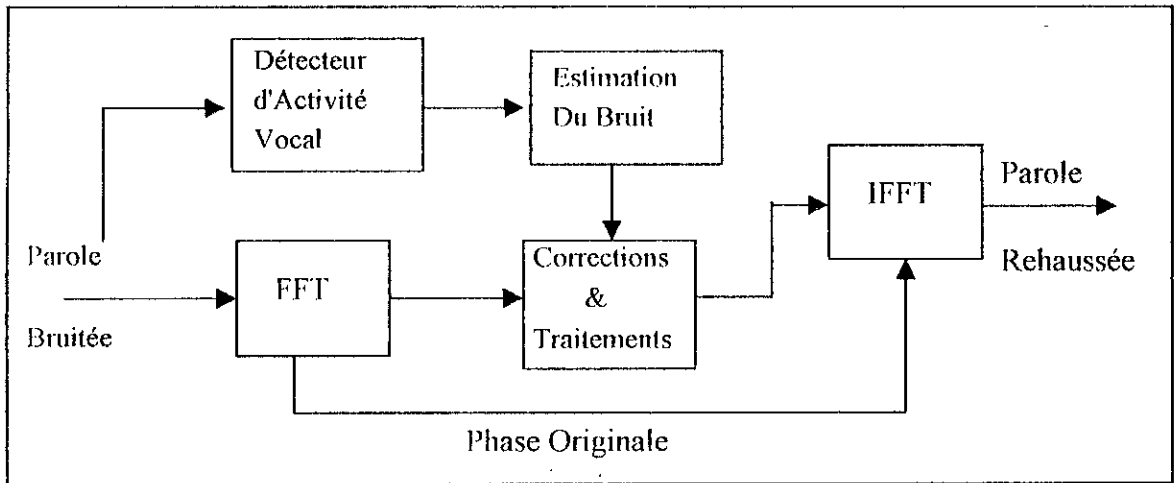 Détecteur
d'Activité
Vocal
Estimation
Du Bruit
IFFT
Parole
Rehaussée
Parole
Bruitée
FFT
Corrections
&
Traitements
Phase Originale